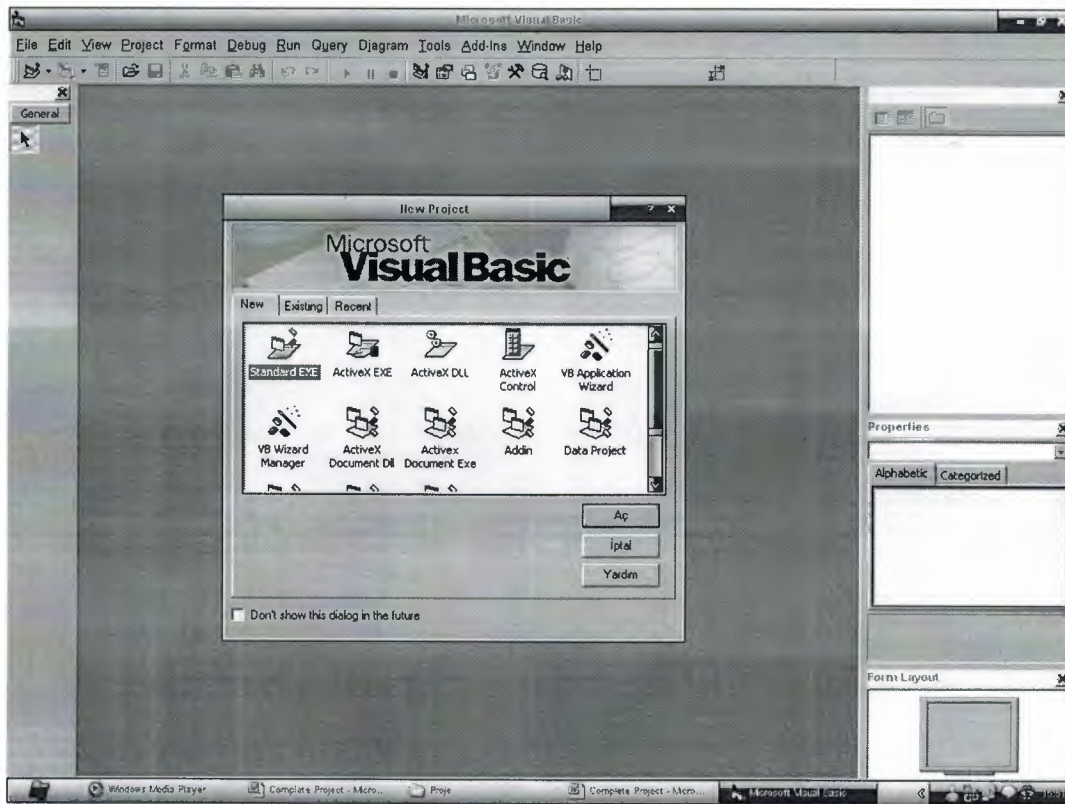 Microsoft Visual Basic
File Edit View Project Format Debug Run Query Diagram Tools Add-Ins Window Help
General
New Project
Microsoft
Visual Basic
New Existing Recent
Standard EXE ActiveX EXE ActiveX DLL ActiveX Control VB Application Wizard
VB Wizard Manager ActiveX Document Dll Activex Document Exe Addin Data Project
Aç
İptal
Yardım
Don't show this dialog in the future
Properties
Alphabetic Categorized
Form Layout
Windows Media Player Complate Project - Micro... Proje Complate Project - Micro... Microsoft Visual Basic